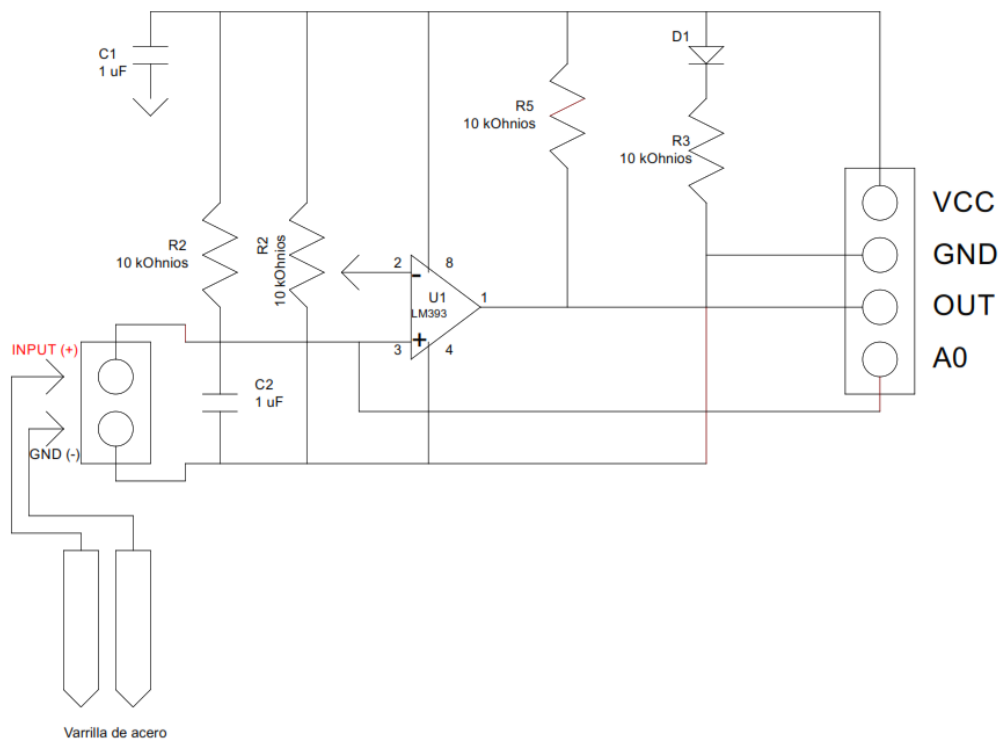 C1
1 uF
D1
R5
10 kOhnios
R3
10 kOhnios
VCC
R2
10 kOhnios
R2
10 kOhnios
2
8
-
U1
LM393
1
+
3
4
GND
OUT
A0
INPUT (+)
C2
1 uF
GND (-)
Varrilla de acero